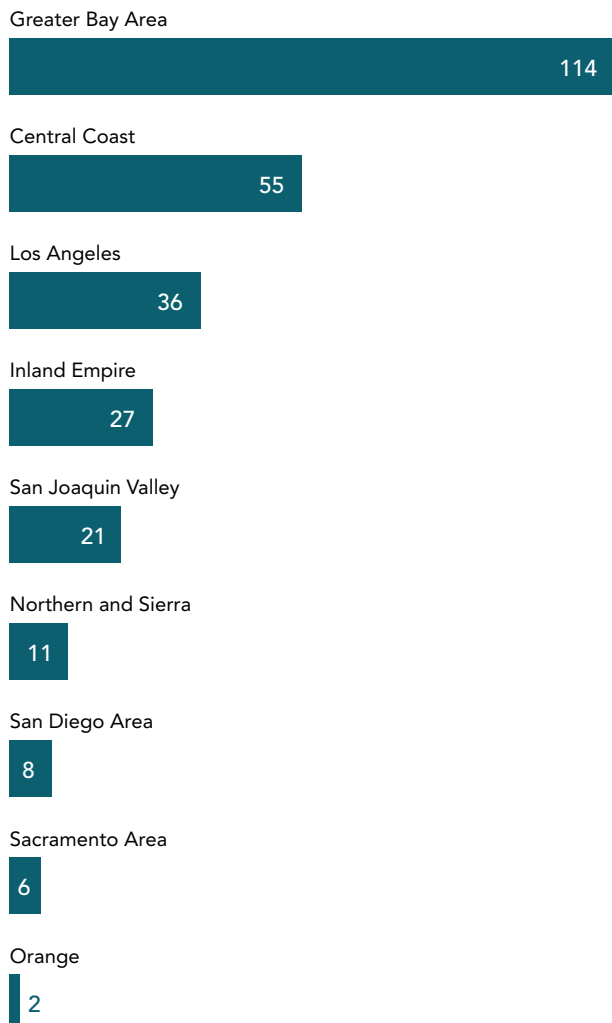 Greater Bay Area
114
Central Coast
55
Los Angeles
36
Inland Empire
27
San Joaquin Valley
21
Northern and Sierra
11
San Diego Area
8
Sacramento Area
6
Orange
2